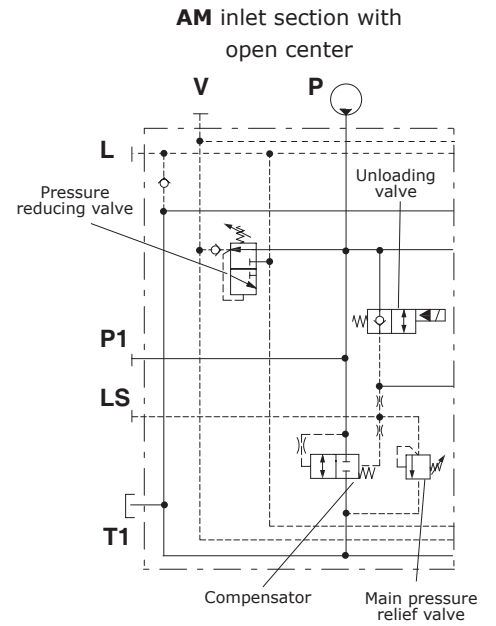 AM inlet section with
open center
V
P
L
Unloading
valve
Pressure
reducing valve
P1
LS
T1
Compensator
Main pressure
relief valve